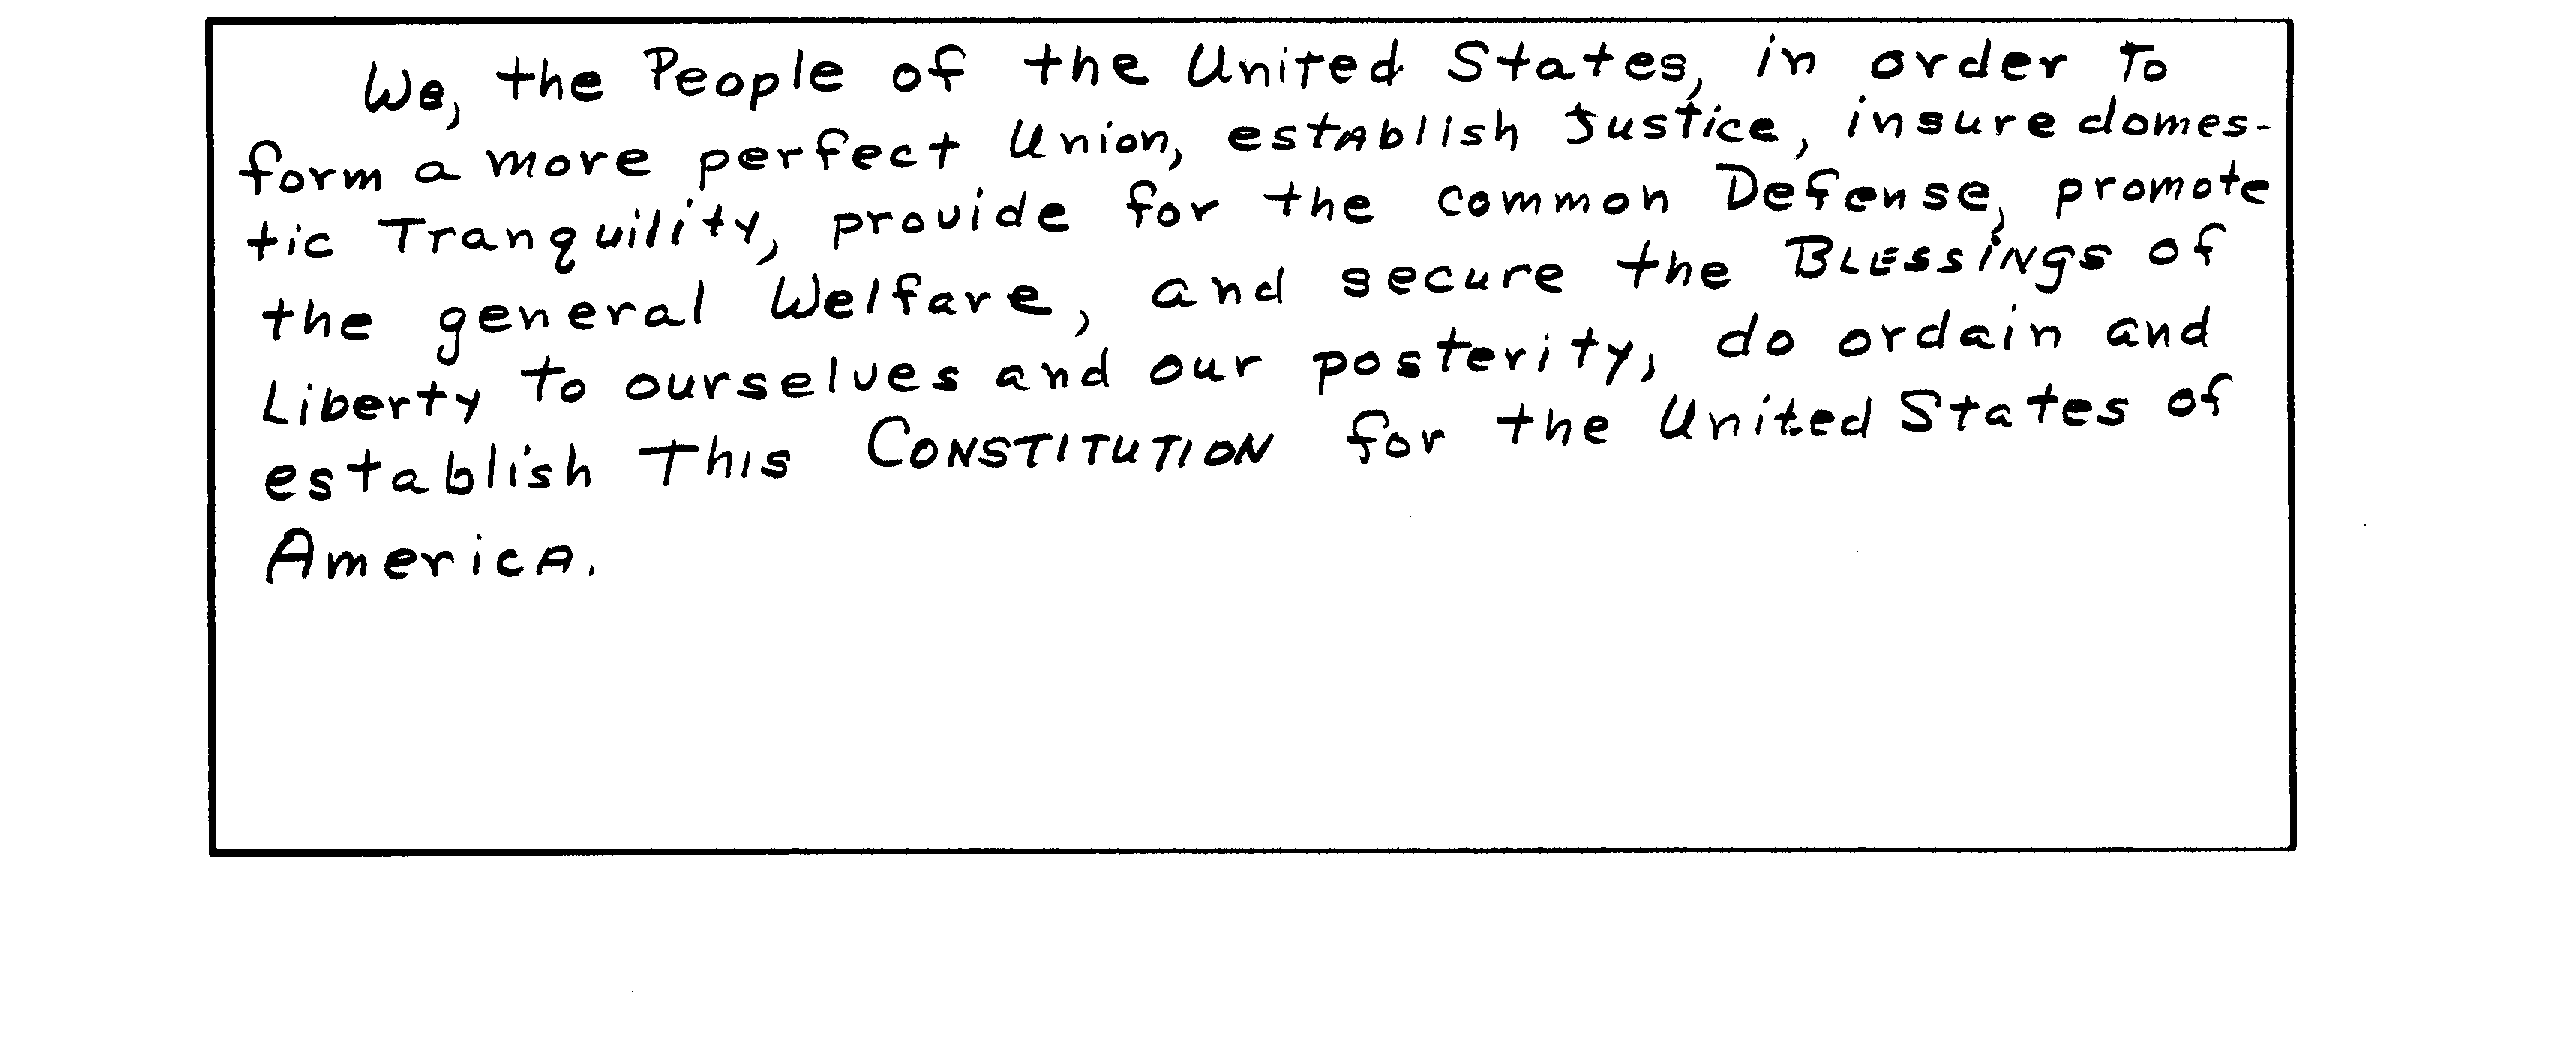 We, the People of the United States, in order to
form a more perfect Union, establish Justice, insure domes-
tic Tranquility, provide for the common Defense, promote
the general Welfare, and secure the BLESSINGS of
Liberty to ourselves and our posterity, do ordain and
establish This CONSTITUTION for the United States of
America.